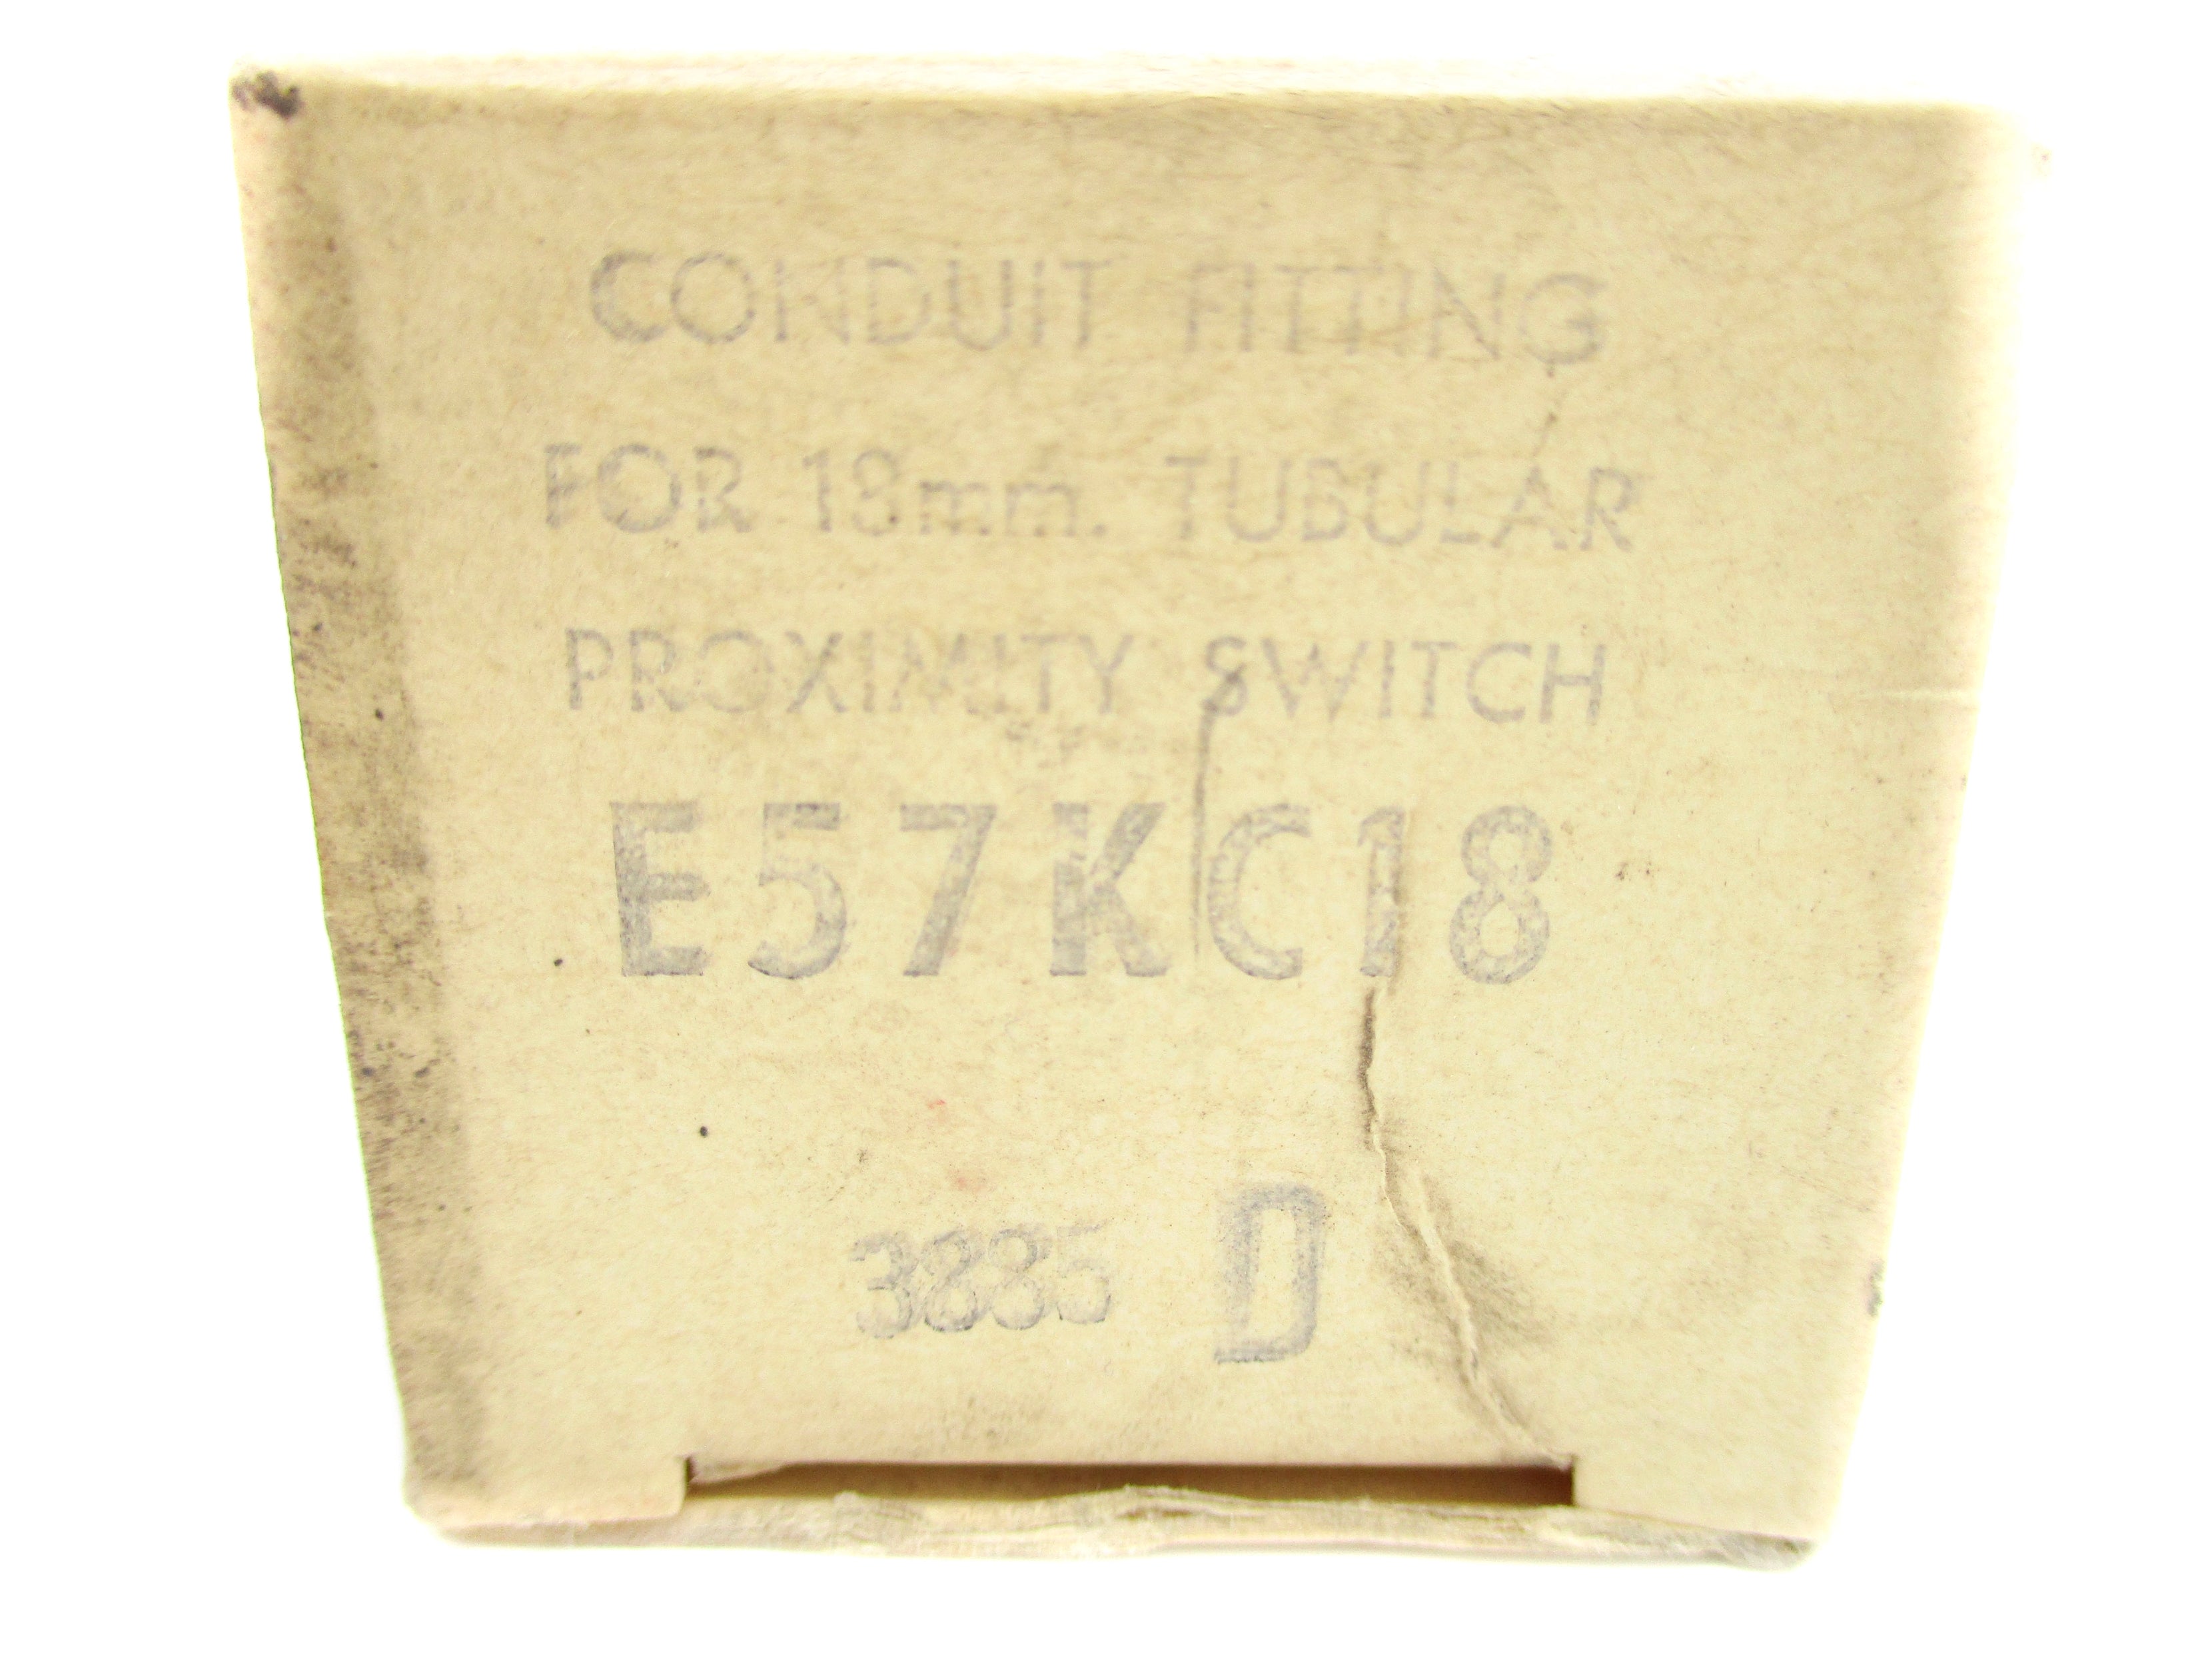 CONDUIT FITTING
FOR 18mm. TUBULAR
PROXIMITY SWITCH
E57KC18
3885 D